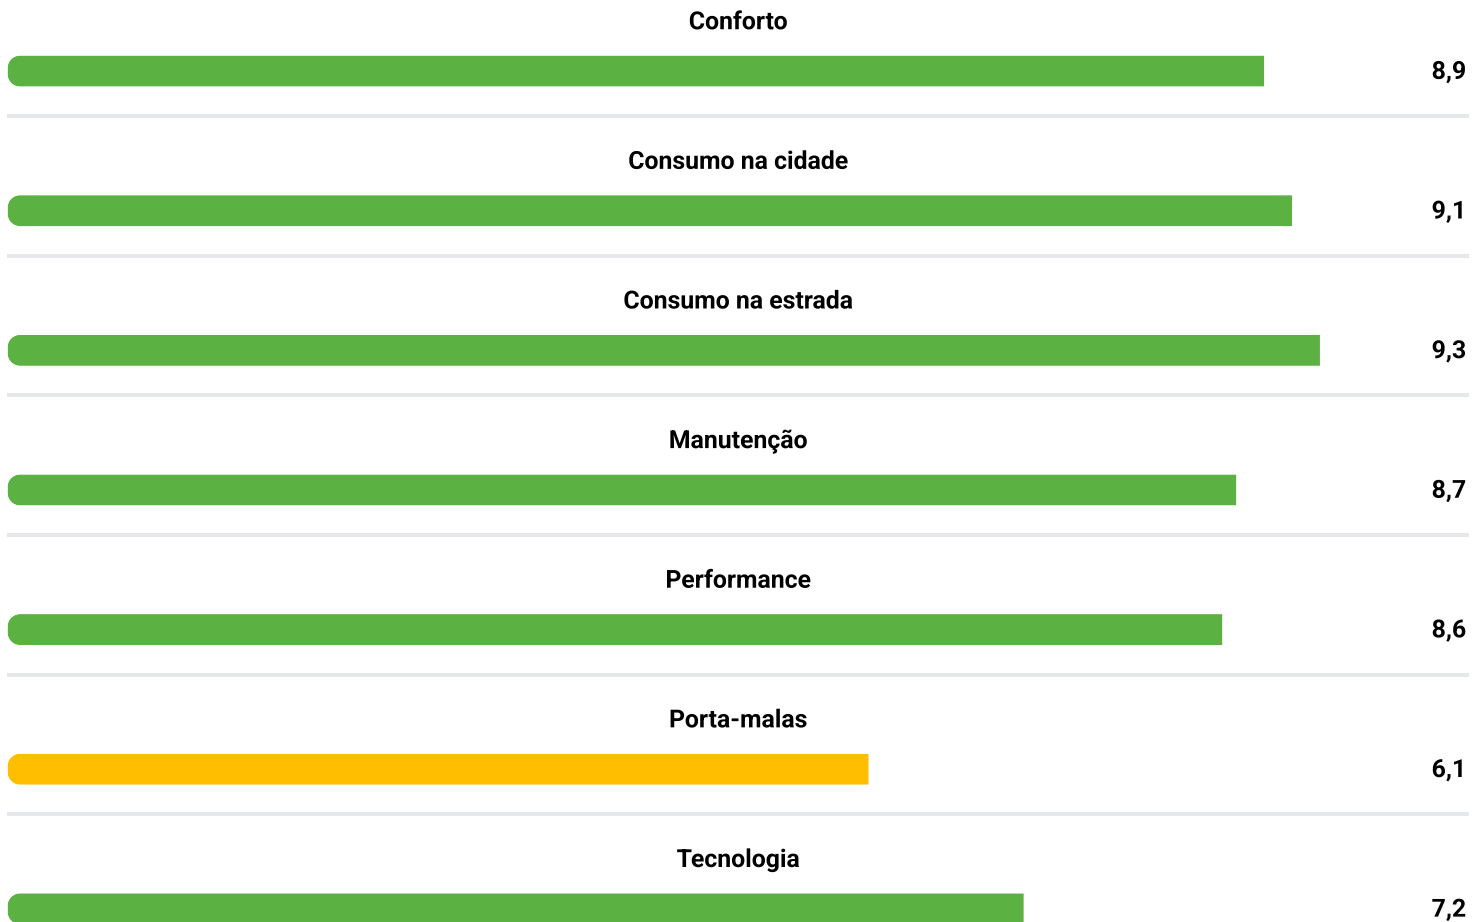 Conforto
8,9
Consumo na cidade
9,1
Consumo na estrada
9,3
Manutenção
8,7
Performance
8,6
Porta-malas
6,1
Tecnologia
7,2